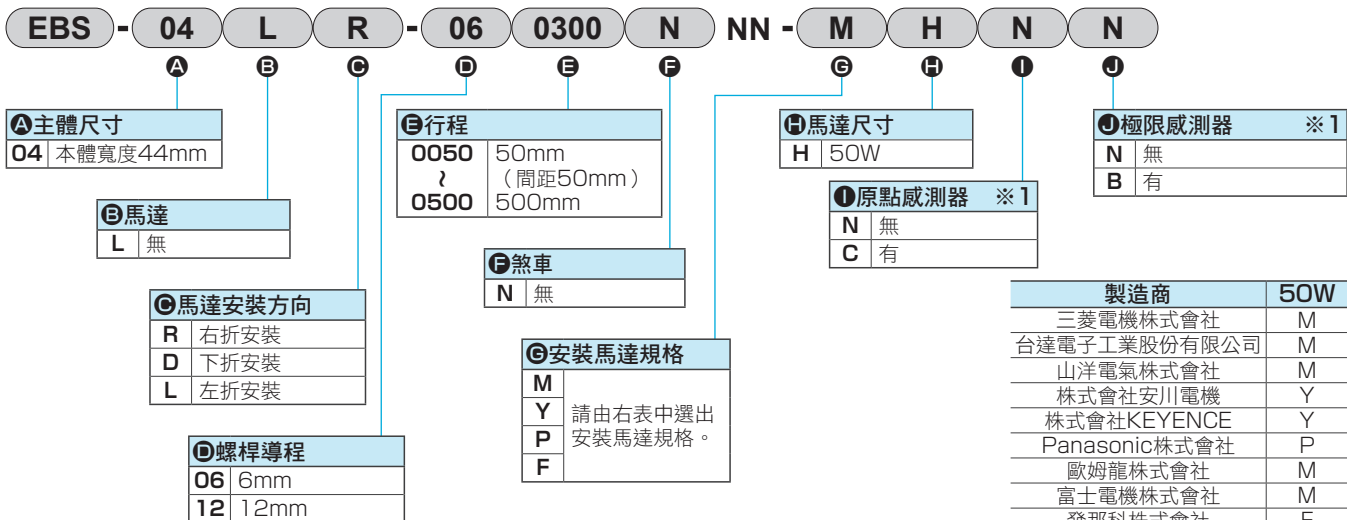 EBS - 04 L R - 06 0300 N NN - M H N N
A B C D E F G H I J
A主體尺寸
04 本體寬度44mm
B馬達
L 無
C馬達安裝方向
R 右折安裝
D 下折安裝
L 左折安裝
D螺桿導程
06 6mm
12 12mm
E行程
0050 50mm
~ （間距50mm）
0500 500mm
F煞車
N 無
G安裝馬達規格
M
Y
P
F
請由右表中選出
安裝馬達規格。
H馬達尺寸
H 50W
I原點感測器 ※1
N 無
C 有
J極限感測器 ※1
N 無
B 有
製造商 50W
三菱電機株式會社 M
台達電子工業股份有限公司 M
山洋電氣株式會社 M
株式會社安川電機 Y
株式會社KEYENCE Y
Panasonic株式會社 P
歐姆龍株式會社 M
富士電機株式會社 M
發那科株式會社 F